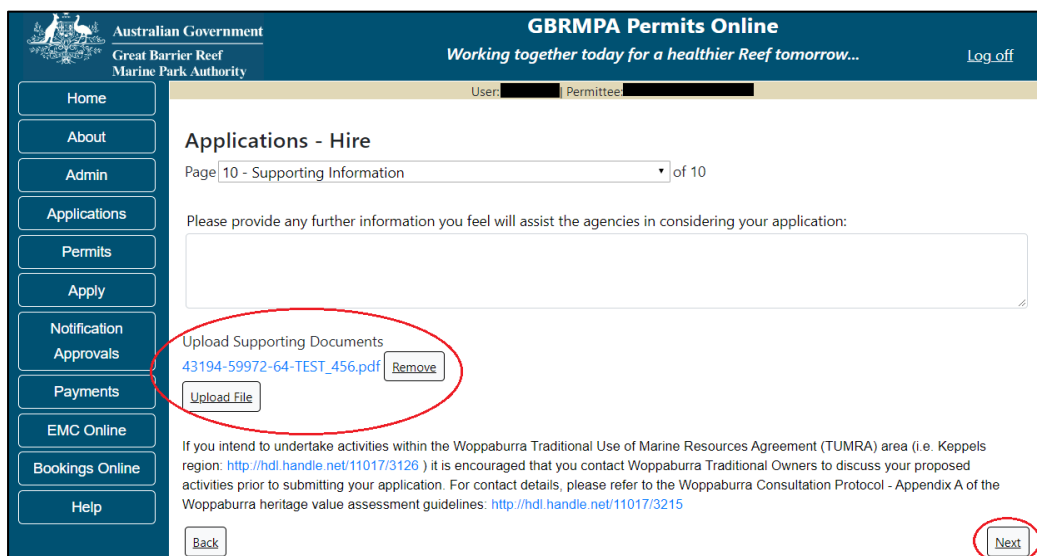 Australian Government
Great Barrier Reef
Marine Park Authority
GBRMPA Permits Online
Working together today for a healthier Reef tomorrow...
Log off
User: | Permittee:
Home
About
Admin
Applications
Permits
Apply
Notification
Approvals
Payments
EMC Online
Bookings Online
Help
Applications - Hire
Page 10 - Supporting Information of 10
Please provide any further information you feel will assist the agencies in considering your application:
Upload Supporting Documents
43194-59972-64-TEST_456.pdf Remove
Upload File
If you intend to undertake activities within the Woppaburra Traditional Use of Marine Resources Agreement (TUMRA) area (i.e. Keppels
region: http://hdl.handle.net/11017/3126 ) it is encouraged that you contact Woppaburra Traditional Owners to discuss your proposed
activities prior to submitting your application. For contact details, please refer to the Woppaburra Consultation Protocol - Appendix A of the
Woppaburra heritage value assessment guidelines: http://hdl.handle.net/11017/3215
Back
Next